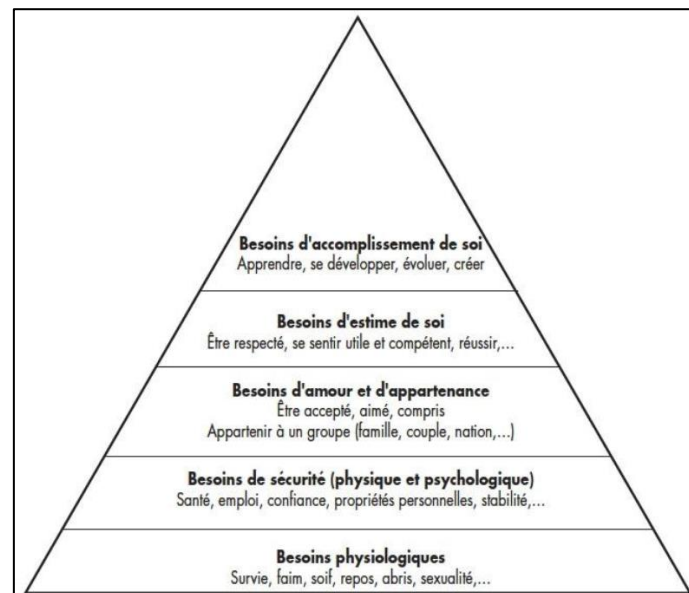 Besoins d'accomplissement de soi
Apprendre, se développer, évoluer, créer
Besoins d'estime de soi
Être respecté, se sentir utile et compétent, réussir,...
Besoins d'amour et d'appartenance
Être accepté, aimé, compris
Appartenir à un groupe (famille, couple, nation,...)
Besoins de sécurité (physique et psychologique)
Santé, emploi, confiance, propriétés personnelles, stabilité,...
Besoins physiologiques
Survie, faim, soif, repos, abris, sexualité,...